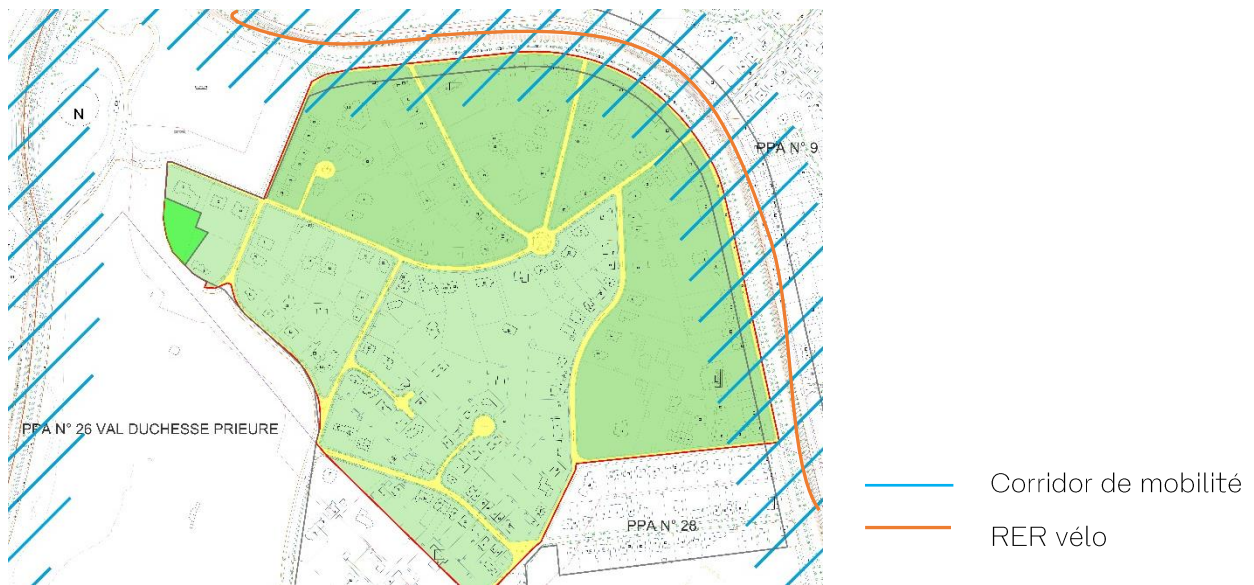 N
PPA N° 9
PPA N° 26 VAL DUCHESSE PRIEURE
PPA N° 28
Corridor de mobilité
RER vélo